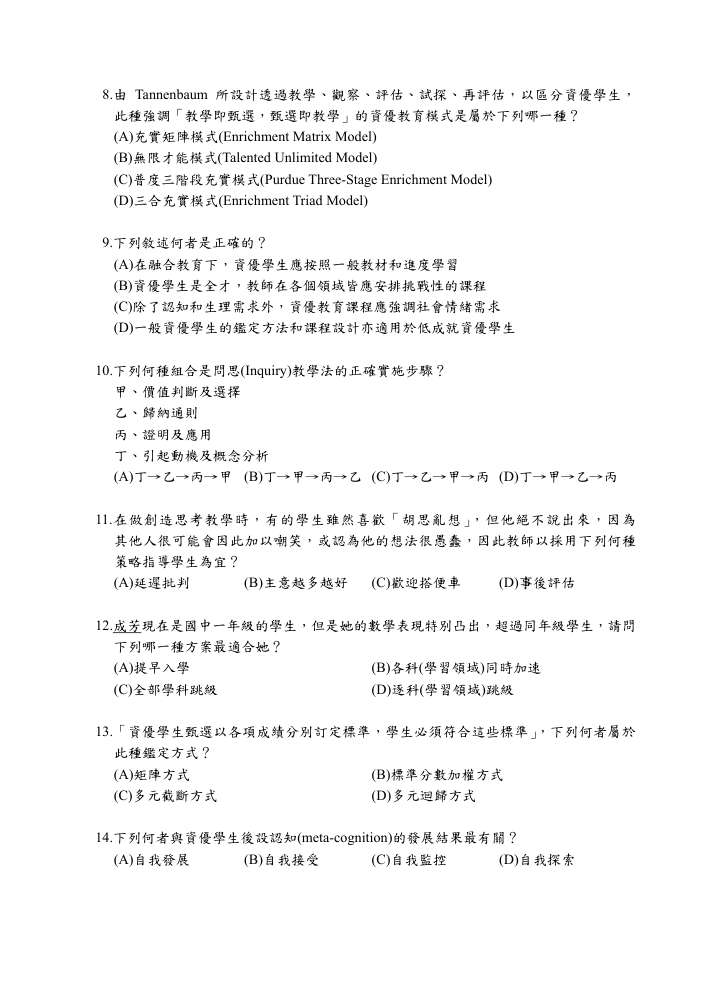 8.由 Tannenbaum 所設計透過教學、觀察、評估、試探、再評估，以區分資優學生，
此種強調「教學即甄選，甄選即教學」的資優教育模式是屬於下列哪一種？
(A)充實矩陣模式(Enrichment Matrix Model)
(B)無限才能模式(Talented Unlimited Model)
(C)普度三階段充實模式(Purdue Three-Stage Enrichment Model)
(D)三合充實模式(Enrichment Triad Model)
9.下列敘述何者是正確的？
(A)在融合教育下，資優學生應按照一般教材和進度學習
(B)資優學生是全才，教師在各個領域皆應安排挑戰性的課程
(C)除了認知和生理需求外，資優教育課程應強調社會情緒需求
(D)一般資優學生的鑑定方法和課程設計亦適用於低成就資優學生
10.下列何種組合是問思(Inquiry)教學法的正確實施步驟？
甲、價值判斷及選擇
乙、歸納通則
丙、證明及應用
丁、引起動機及概念分析
(A)丁→乙→丙→甲 (B)丁→甲→丙→乙 (C)丁→乙→甲→丙 (D)丁→甲→乙→丙
11.在做創造思考教學時，有的學生雖然喜歡「胡思亂想」，但他絕不說出來，因為
其他人很可能會因此加以嘲笑，或認為他的想法很愚蠢，因此教師以採用下列何種
策略指導學生為宜？
(A)延遲批判 (B)主意越多越好 (C)歡迎搭便車 (D)事後評估
12.成芳現在是國中一年級的學生，但是她的數學表現特別凸出，超過同年級學生，請問
下列哪一種方案最適合她？
(A)提早入學 (B)各科(學習領域)同時加速
(C)全部學科跳級 (D)逐科(學習領域)跳級
13.「資優學生甄選以各項成績分別訂定標準，學生必須符合這些標準」，下列何者屬於
此種鑑定方式？
(A)矩陣方式 (B)標準分數加權方式
(C)多元截斷方式 (D)多元迴歸方式
14.下列何者與資優學生後設認知(meta-cognition)的發展結果最有關？
(A)自我發展 (B)自我接受 (C)自我監控 (D)自我探索